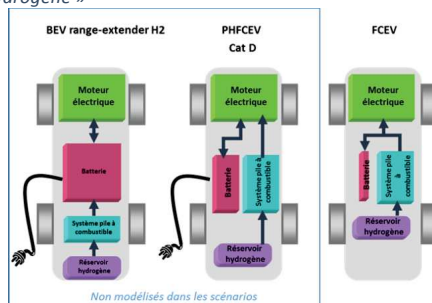 drogène »
BEV range-extender H2
PHFCEV
Cat D
FCEV
Moteur
électrique
Moteur
électrique
Moteur
électrique
Batterie
Batterie
Système pile à
combustible
Batterie
Système pile
à
combustible
Système pile à
combustible
Réservoir
hydrogène
Réservoir
hydrogène
Réservoir
hydrogène
Non modélisés dans les scénarios